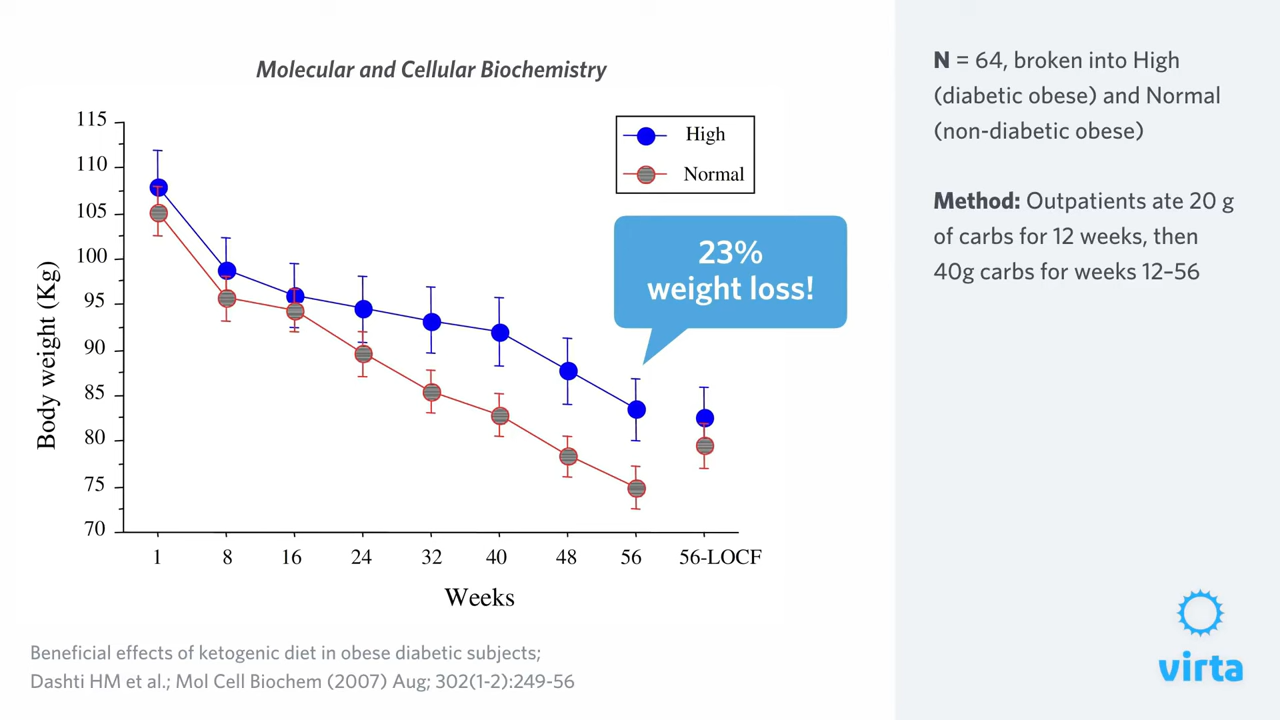 Molecular and Cellular Biochemistry
115
110
105
100
95
90
85
80
75
70
Body weight (Kg)
High
Normal
23%
weight loss!
1
8
16
24
32
40
48
56
56-LOCF
Weeks
Beneficial effects of ketogenic diet in obese diabetic subjects;
Dashti HM et al.; Mol Cell Biochem (2007) Aug; 302(1-2):249-56
N = 64, broken into High
(diabetic obese) and Normal
(non-diabetic obese)
Method: Outpatients ate 20 g
of carbs for 12 weeks, then
40g carbs for weeks 12–56
virta